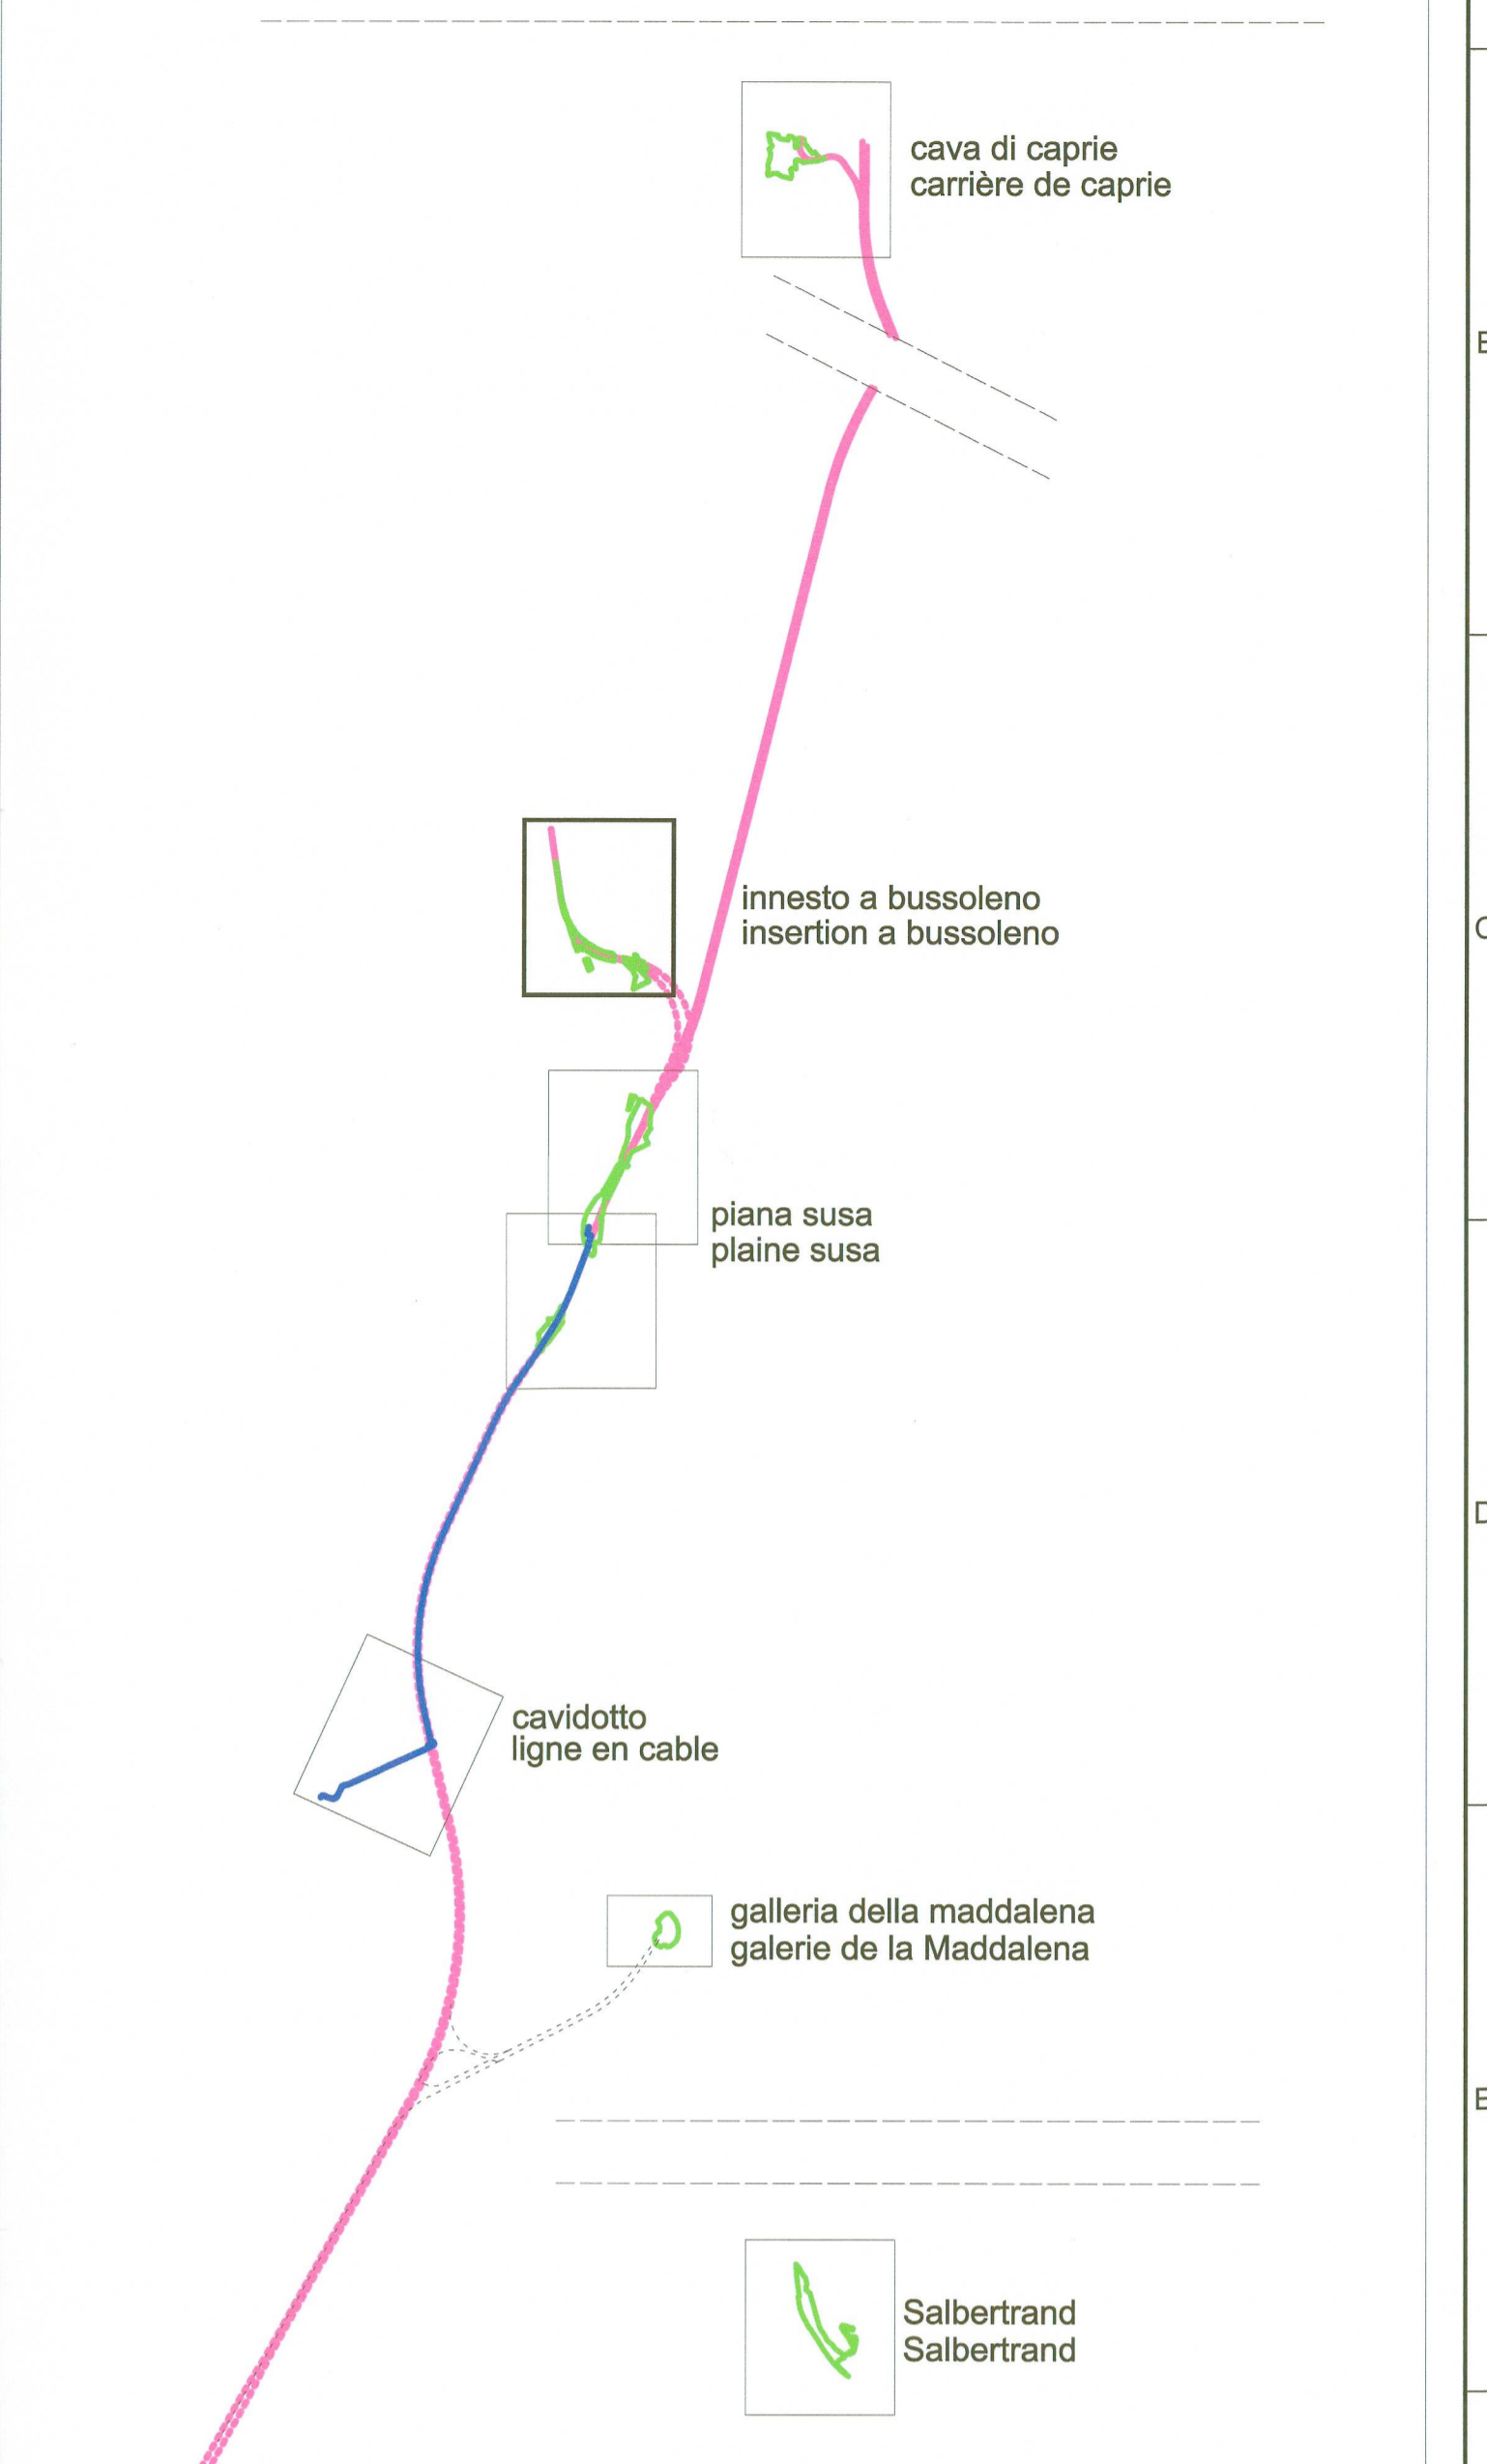 cava di caprie
carrière de caprie
innesto a bussoleno
insertion a bussoleno
piana susa
plaine susa
cavidotto
ligne en cable
galleria della maddalena
galerie de la Maddalena
Salbertrand
Salbertrand